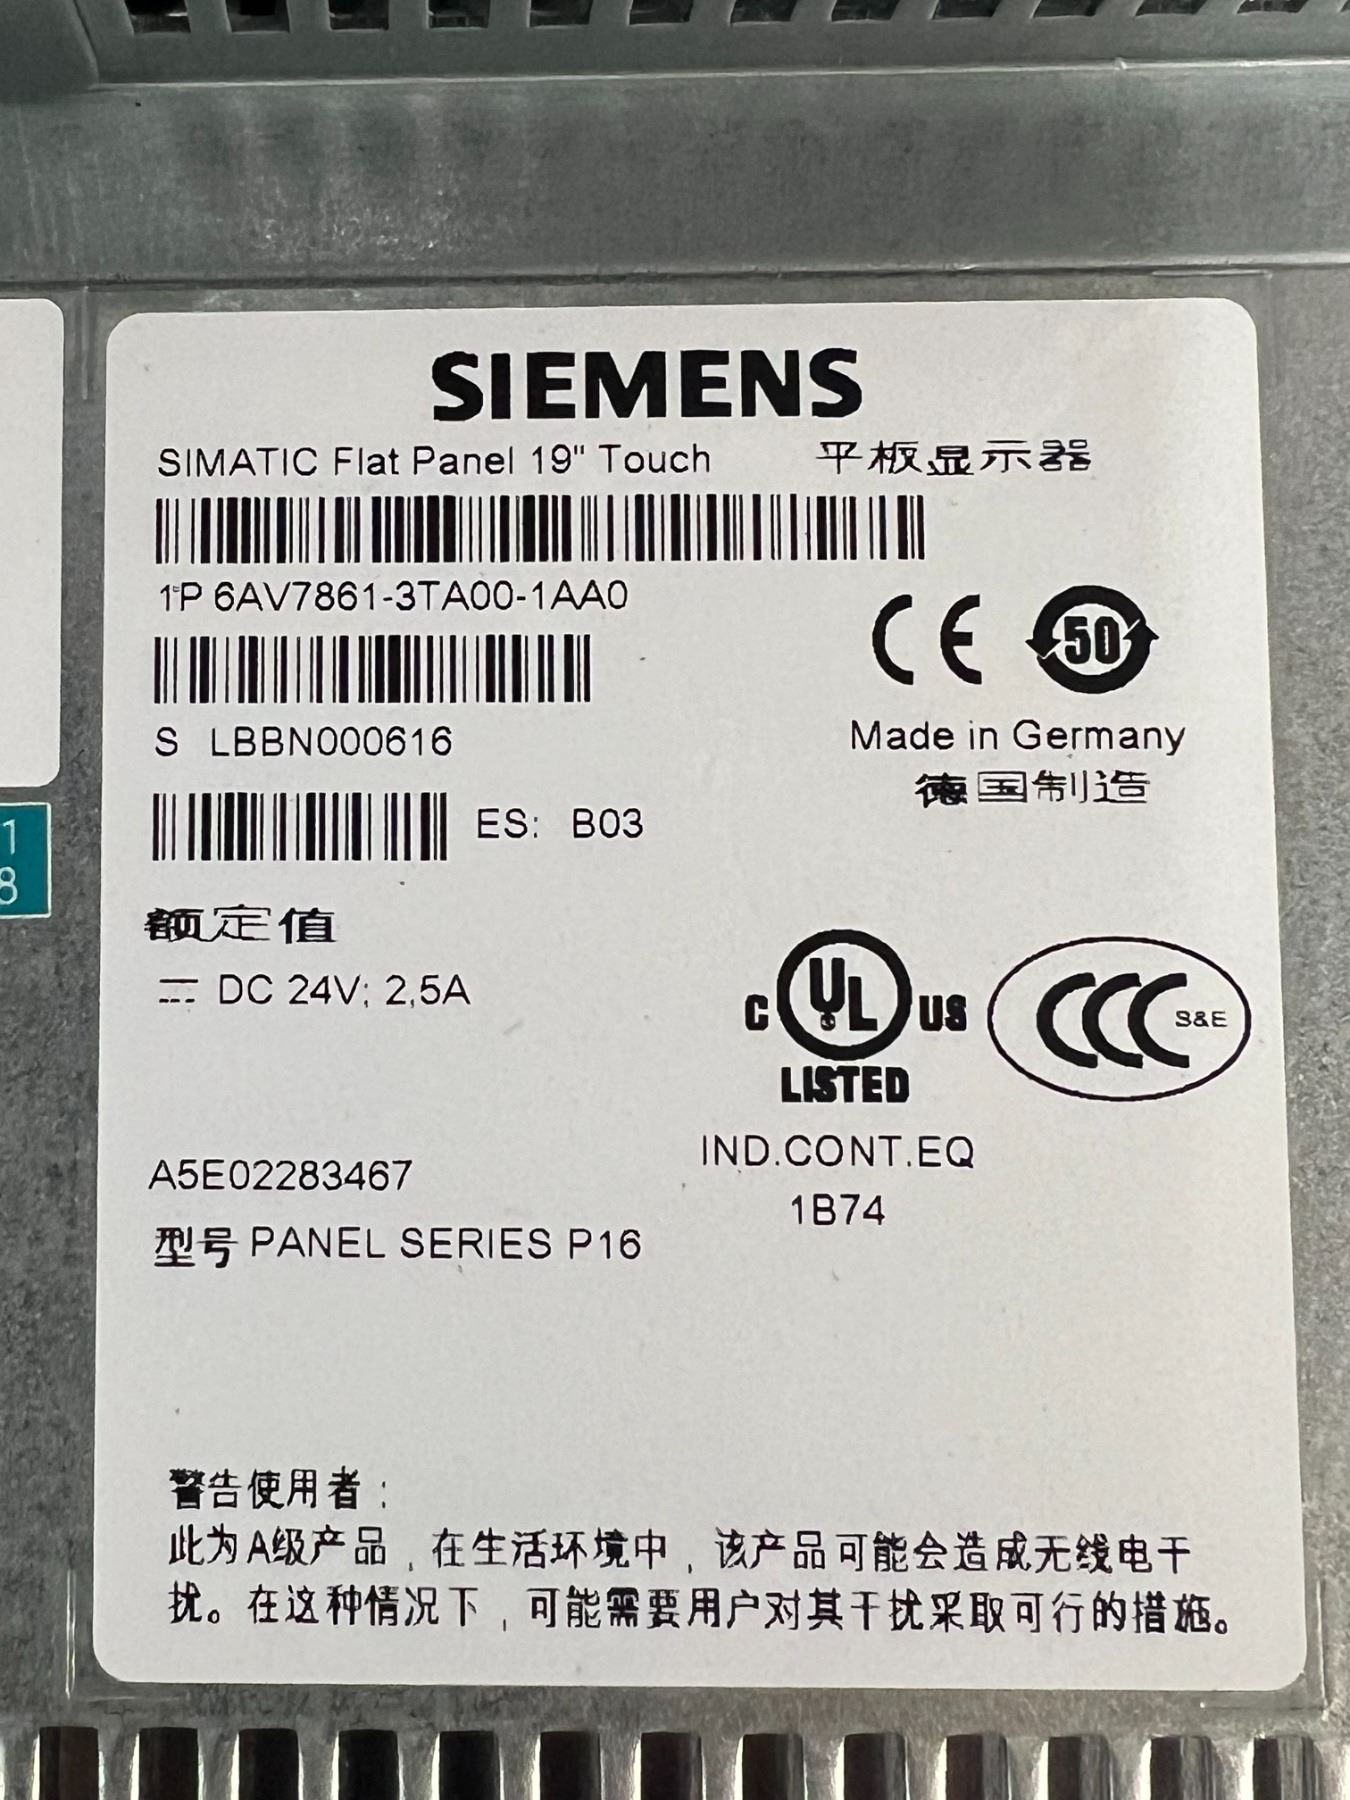 SIEMENS
SIMATIC Flat Panel 19" Touch 平板显示器
1P 6AV7861-3TA00-1AA0
CE 50
S LBBN000616
Made in Germany
德国制造
ES: B03
1
8
额定值
DC 24V; 2,5A
C UL US
LISTED
CCC S&E
IND.CONT.EQ
1B74
A5E02283467
型号 PANEL SERIES P16
警告使用者:
此为A级产品,在生活环境中,该产品可能会造成无线电干
扰。在这种情况下,可能需要用户对其干扰采取可行的措施。